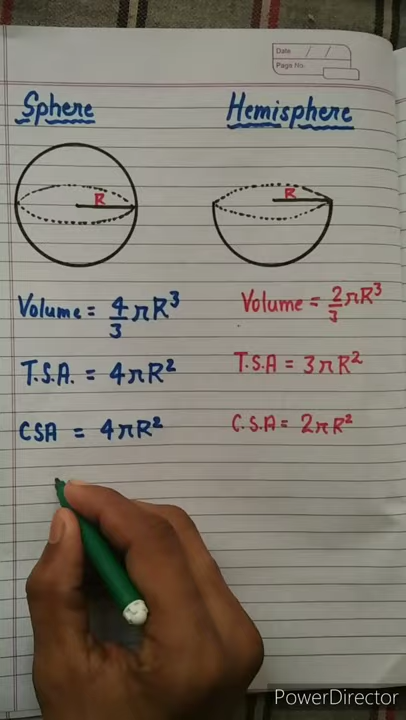 Date / /
Page No.
Sphere
Hemisphere
R
R
Volume = 4/3 πR³
Volume = 2/3 πR³
T.S.A. = 4πR²
T.S.A = 3πR²
CSA = 4πR²
C.S.A = 2πR²
PowerDirector